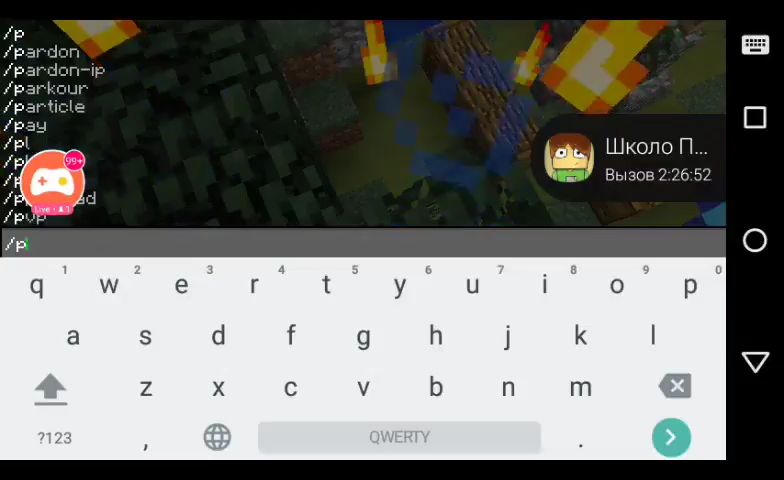 /p
/pardon
/pardon-ip
/parkour
/particle
/pay
/pl
99+
Live
/pvp
Школо П...
Вызов 2:26:52
/p
q 1 w 2 e 3 r 4 t 5 y 6 u 7 i 8 o 9 p 0
a s d f g h j k l
z x c v b n m
?123 , QWERTY .